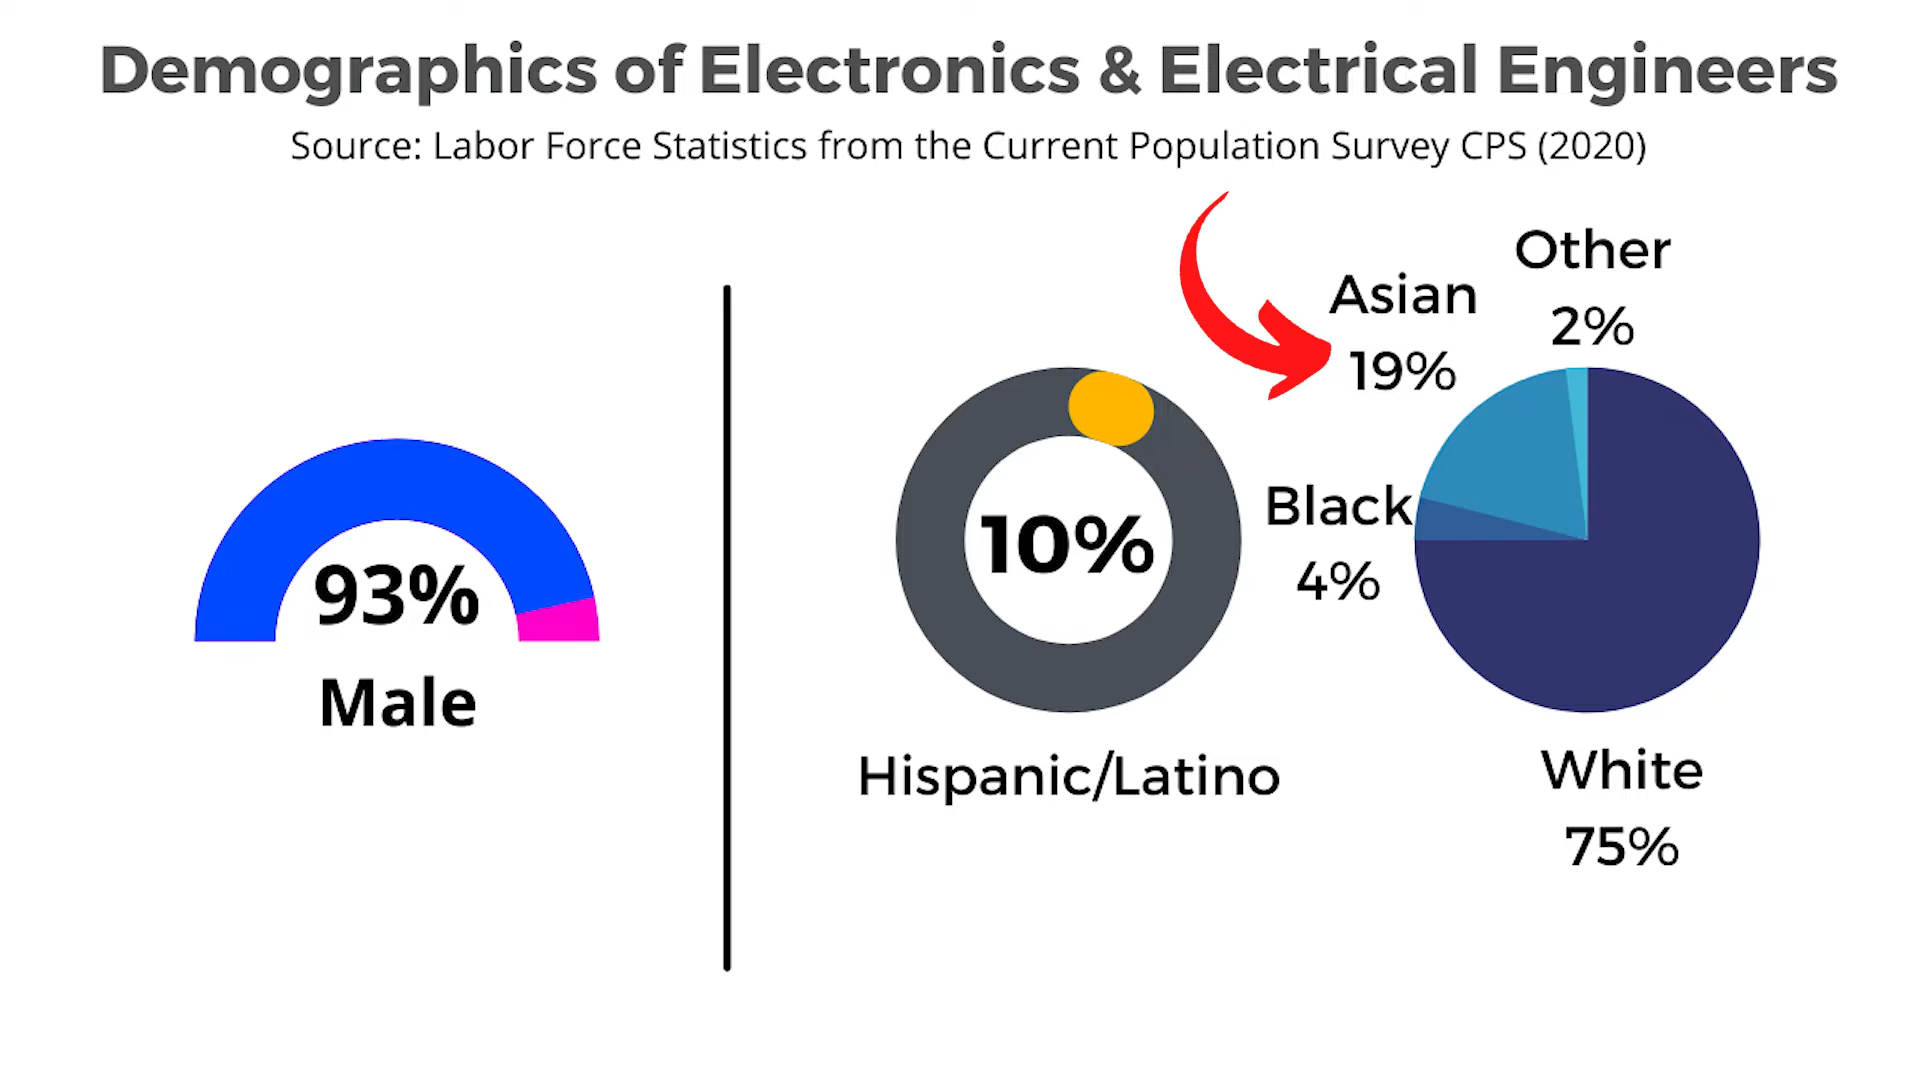 Demographics of Electronics & Electrical Engineers
Source: Labor Force Statistics from the Current Population Survey CPS (2020)
93%
Male
10%
Hispanic/Latino
Other
2%
Asian
19%
Black
4%
White
75%